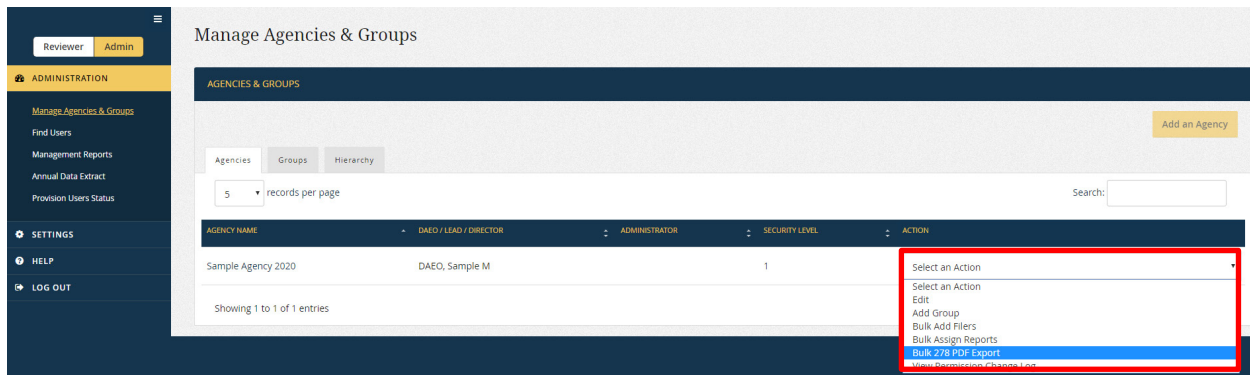 Reviewer Admin
ADMINISTRATION
Manage Agencies & Groups
Find Users
Management Reports
Annual Data Extract
Provision Users Status
SETTINGS
HELP
LOG OUT
Manage Agencies & Groups
AGENCIES & GROUPS
Add an Agency
Agencies Groups Hierarchy
5 records per page Search:
AGENCY NAME DAEO / LEAD / DIRECTOR ADMINISTRATOR SECURITY LEVEL ACTION
Sample Agency 2020 DAEO, Sample M 1 Select an Action
Select an Action
Edit
Add Group
Bulk Add Filers
Bulk Assign Reports
Bulk 278 PDF Export
View Permission Change Log
Showing 1 to 1 of 1 entries